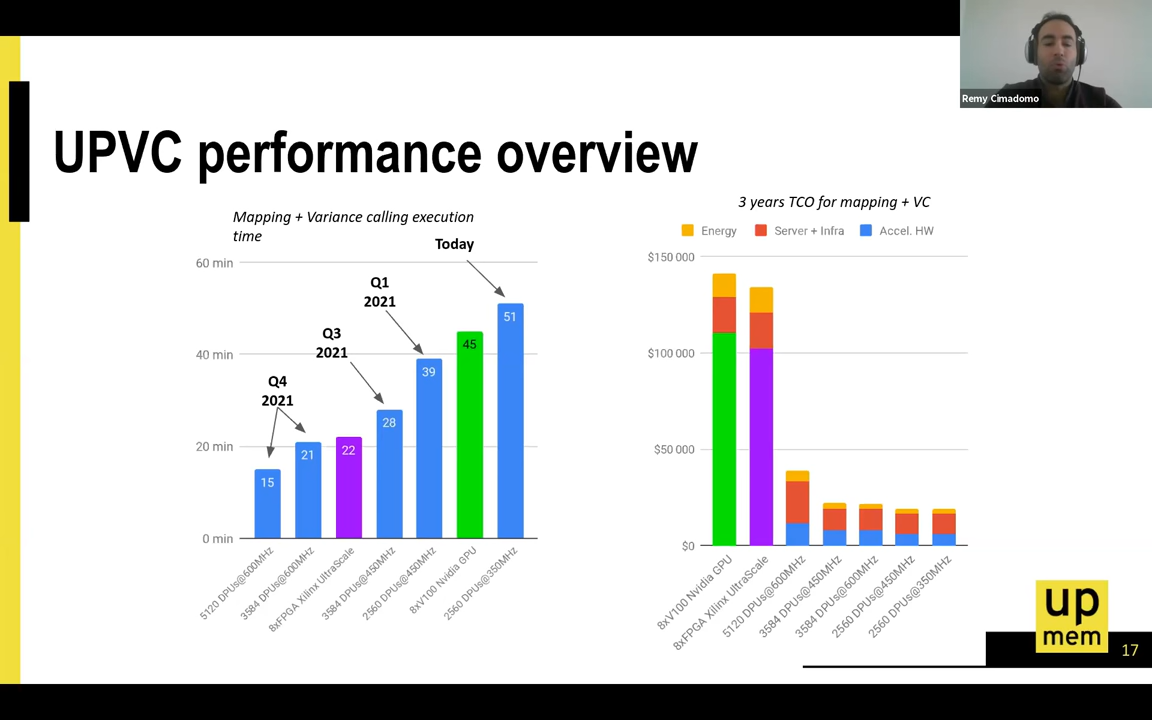 Remy Cimadomo
UPVC performance overview
Mapping + Variance calling execution
time
Today
60 min
40 min
20 min
0 min
Q1
2021
Q3
2021
Q4
2021
15
21
22
28
39
45
51
5120 DPUs@600MHz
3584 DPUs@600MHz
8xFPGA Xilinx UltraScale
3584 DPUs@450MHz
2560 DPUs@450MHz
8xV100 Nvidia GPU
2560 DPUs@350MHz
3 years TCO for mapping + VC
Energy
Server + Infra
Accel. HW
$150 000
$100 000
$50 000
$0
8xV100 Nvidia GPU
8xFPGA Xilinx UltraScale
5120 DPUs@600MHz
3584 DPUs@450MHz
3584 DPUs@600MHz
2560 DPUs@450MHz
2560 DPUs@350MHz
up
mem
17